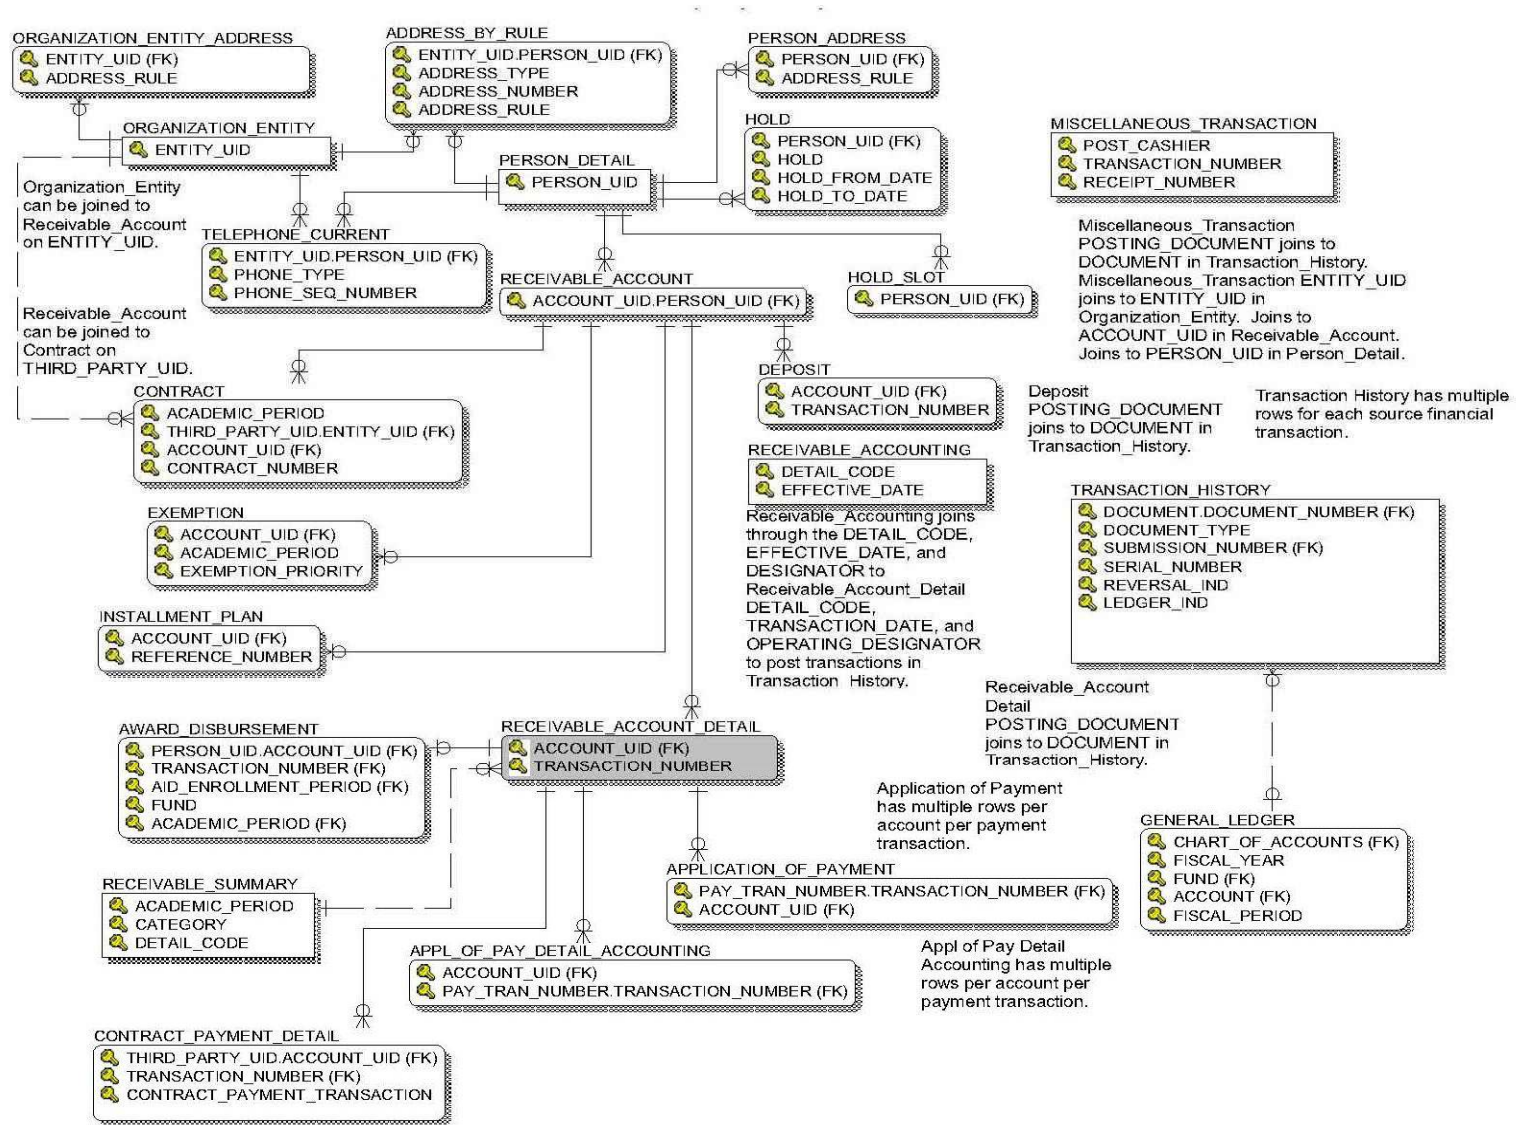 ORGANIZATION_ENTITY_ADDRESS
ENTITY_UID (FK)
ADDRESS_RULE
ADDRESS_BY_RULE
ENTITY_UID.PERSON_UID (FK)
ADDRESS_TYPE
ADDRESS_NUMBER
ADDRESS_RULE
PERSON_ADDRESS
PERSON_UID (FK)
ADDRESS_RULE
ORGANIZATION_ENTITY
ENTITY_UID
PERSON_DETAIL
PERSON_UID
HOLD
PERSON_UID (FK)
HOLD
HOLD_FROM_DATE
HOLD_TO_DATE
MISCELLANEOUS_TRANSACTION
POST_CASHIER
TRANSACTION_NUMBER
RECEIPT_NUMBER
Organization_Entity
can be joined to
Receivable_Account
on ENTITY_UID.
TELEPHONE_CURRENT
ENTITY_UID.PERSON_UID (FK)
PHONE_TYPE
PHONE_SEQ_NUMBER
RECEIVABLE_ACCOUNT
ACCOUNT_UID.PERSON_UID (FK)
HOLD_SLOT
PERSON_UID (FK)
Miscellaneous_Transaction
POSTING_DOCUMENT joins to
DOCUMENT in Transaction_History.
Miscellaneous_Transaction ENTITY_UID
joins to ENTITY_UID in
Organization_Entity.  Joins to
ACCOUNT_UID in Receivable_Account.
Joins to PERSON_UID in Person_Detail.
Receivable_Account
can be joined to
Contract on
THIRD_PARTY_UID.
CONTRACT
ACADEMIC_PERIOD
THIRD_PARTY_UID.ENTITY_UID (FK)
ACCOUNT_UID (FK)
CONTRACT_NUMBER
DEPOSIT
ACCOUNT_UID (FK)
TRANSACTION_NUMBER
Deposit
POSTING_DOCUMENT
joins to DOCUMENT in
Transaction_History.
Transaction History has multiple
rows for each source financial
transaction.
RECEIVABLE_ACCOUNTING
DETAIL_CODE
EFFECTIVE_DATE
Receivable_Accounting joins
through the DETAIL_CODE,
EFFECTIVE_DATE, and
DESIGNATOR to
Receivable_Account_Detail
DETAIL_CODE,
TRANSACTION_DATE, and
OPERATING_DESIGNATOR
to post transactions in
Transaction_History.
TRANSACTION_HISTORY
DOCUMENT.DOCUMENT_NUMBER (FK)
DOCUMENT_TYPE
SUBMISSION_NUMBER (FK)
SERIAL_NUMBER
REVERSAL_IND
LEDGER_IND
EXEMPTION
ACCOUNT_UID (FK)
ACADEMIC_PERIOD
EXEMPTION_PRIORITY
INSTALLMENT_PLAN
ACCOUNT_UID (FK)
REFERENCE_NUMBER
Receivable_Account
Detail
POSTING_DOCUMENT
joins to DOCUMENT in
Transaction_History.
AWARD_DISBURSEMENT
PERSON_UID.ACCOUNT_UID (FK)
TRANSACTION_NUMBER (FK)
AID_ENROLLMENT_PERIOD (FK)
FUND
ACADEMIC_PERIOD (FK)
RECEIVABLE_ACCOUNT_DETAIL
ACCOUNT_UID (FK)
TRANSACTION_NUMBER
Application of Payment
has multiple rows per
account per payment
transaction.
GENERAL_LEDGER
CHART_OF_ACCOUNTS (FK)
FISCAL_YEAR
FUND (FK)
ACCOUNT (FK)
FISCAL_PERIOD
APPLICATION_OF_PAYMENT
PAY_TRAN_NUMBER.TRANSACTION_NUMBER (FK)
ACCOUNT_UID (FK)
RECEIVABLE_SUMMARY
ACADEMIC_PERIOD
CATEGORY
DETAIL_CODE
APPL_OF_PAY_DETAIL_ACCOUNTING
ACCOUNT_UID (FK)
PAY_TRAN_NUMBER.TRANSACTION_NUMBER (FK)
Appl of Pay Detail
Accounting has multiple
rows per account per
payment transaction.
CONTRACT_PAYMENT_DETAIL
THIRD_PARTY_UID.ACCOUNT_UID (FK)
TRANSACTION_NUMBER (FK)
CONTRACT_PAYMENT_TRANSACTION